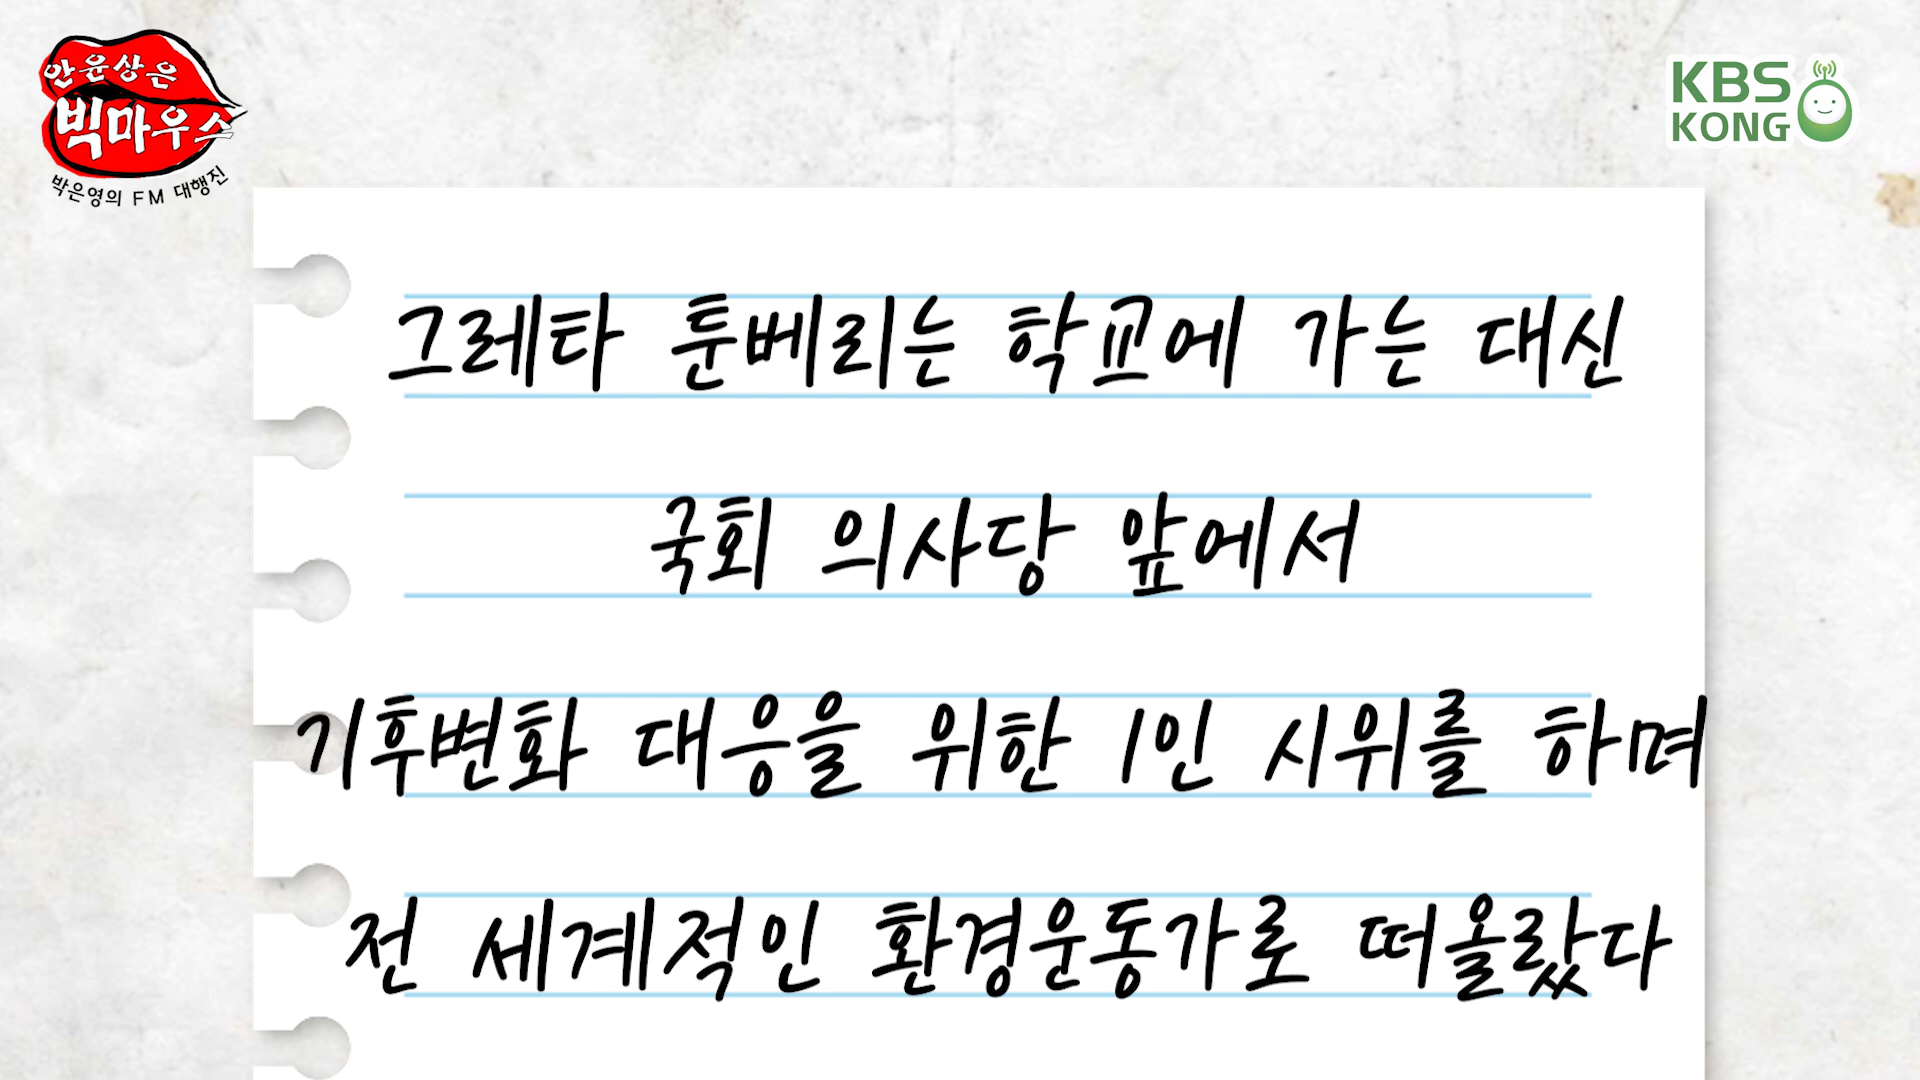 안윤상은
빅마우스
박은영의 FM 대행진
KBS
KONG
그레타 툰베리는 학교에 가는 대신
국회 의사당 앞에서
기후변화 대응을 위한 1인 시위를 하며
전 세계적인 환경운동가로 떠올랐다